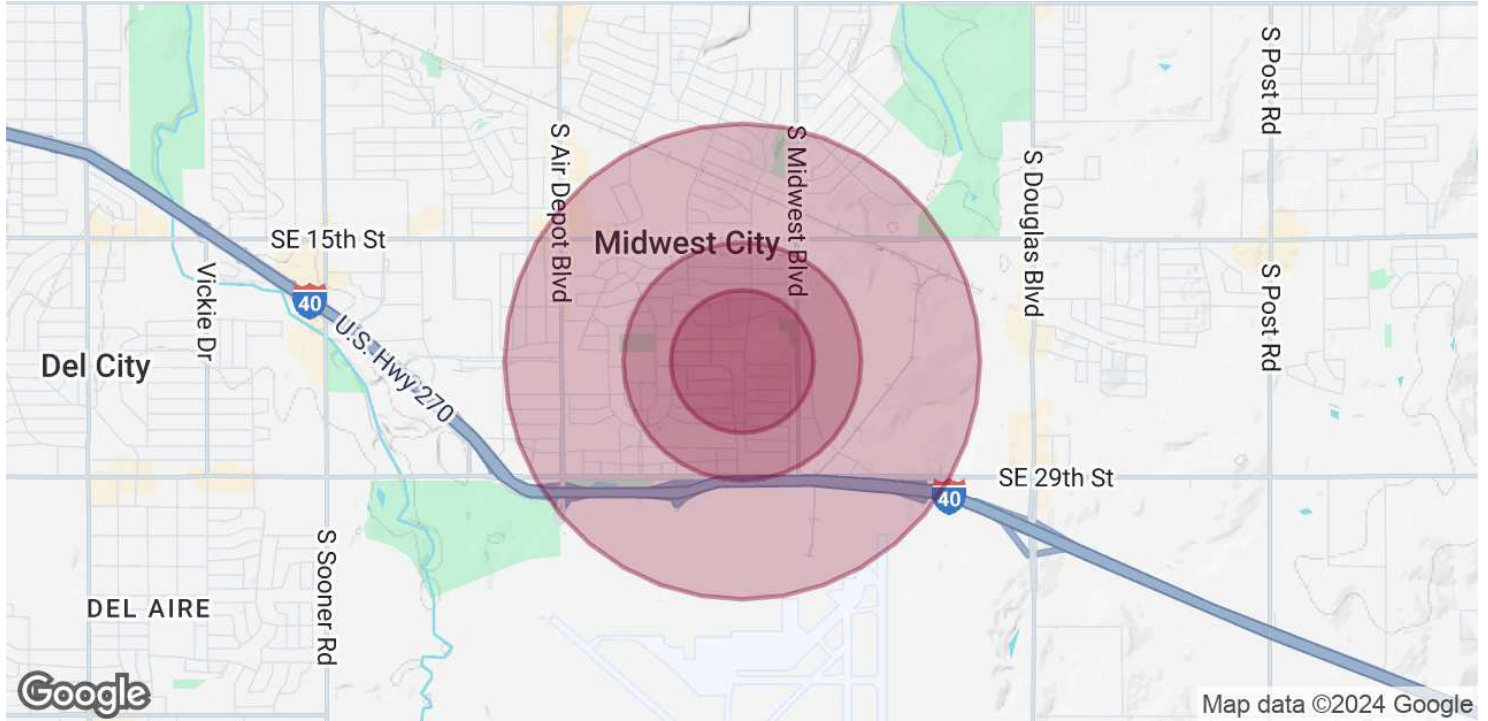 S Post Rd
S Air Depot Blvd
S Midwest Blvd
S Douglas Blvd
SE 15th St
Midwest City
Vickie Dr
40
S Post Rd
U.S. Hwy 270
Del City
SE 29th St
40
S Sooner Rd
DEL AIRE
Google
Map data ©2024 Google